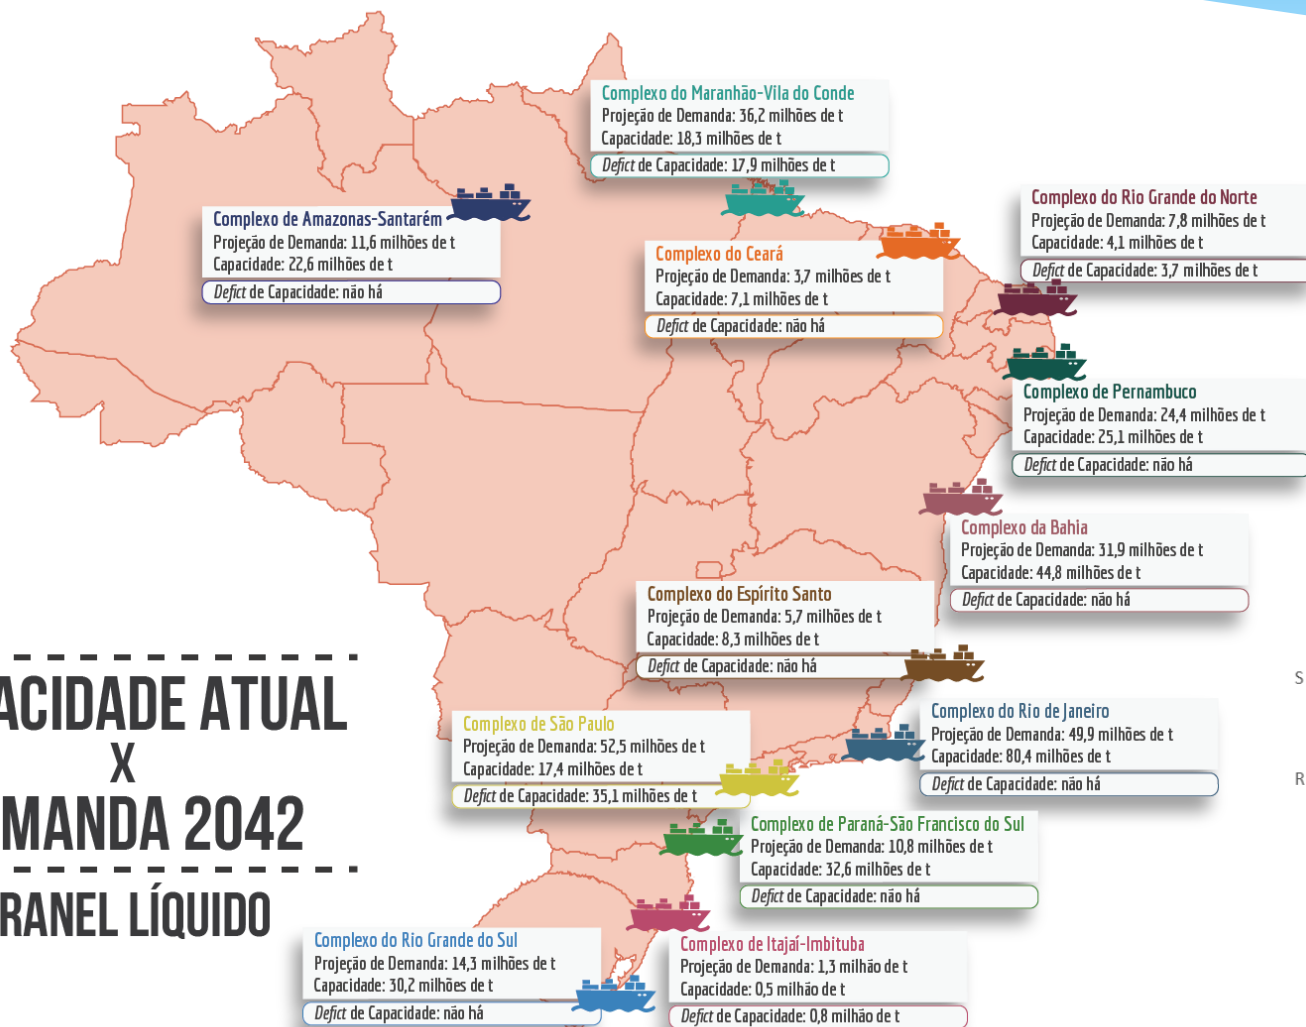 Complexo do Maranhão-Vila do Conde
Projeção de Demanda: 36,2 milhões de t
Capacidade: 18,3 milhões de t
Defict de Capacidade: 17,9 milhões de t
Complexo de Amazonas-Santarém
Projeção de Demanda: 11,6 milhões de t
Capacidade: 22,6 milhões de t
Defict de Capacidade: não há
Complexo do Ceará
Projeção de Demanda: 3,7 milhões de t
Capacidade: 7,1 milhões de t
Defict de Capacidade: não há
Complexo do Rio Grande do Norte
Projeção de Demanda: 7,8 milhões de t
Capacidade: 4,1 milhões de t
Defict de Capacidade: 3,7 milhões de t
Complexo de Pernambuco
Projeção de Demanda: 24,4 milhões de t
Capacidade: 25,1 milhões de t
Defict de Capacidade: não há
Complexo da Bahia
Projeção de Demanda: 31,9 milhões de t
Capacidade: 44,8 milhões de t
Defict de Capacidade: não há
Complexo do Espírito Santo
Projeção de Demanda: 5,7 milhões de t
Capacidade: 8,3 milhões de t
Defict de Capacidade: não há
ACIDADE ATUAL
X
MANDA 2042
RANEL LÍQUIDO
Complexo de São Paulo
Projeção de Demanda: 52,5 milhões de t
Capacidade: 17,4 milhões de t
Defict de Capacidade: 35,1 milhões de t
Complexo do Rio de Janeiro
Projeção de Demanda: 49,9 milhões de t
Capacidade: 80,4 milhões de t
Defict de Capacidade: não há
S
R
Complexo de Paraná-São Francisco do Sul
Projeção de Demanda: 10,8 milhões de t
Capacidade: 32,6 milhões de t
Defict de Capacidade: não há
Complexo do Rio Grande do Sul
Projeção de Demanda: 14,3 milhões de t
Capacidade: 30,2 milhões de t
Defict de Capacidade: não há
Complexo de Itajaí-Imbituba
Projeção de Demanda: 1,3 milhão de t
Capacidade: 0,5 milhão de t
Defict de Capacidade: 0,8 milhão de t